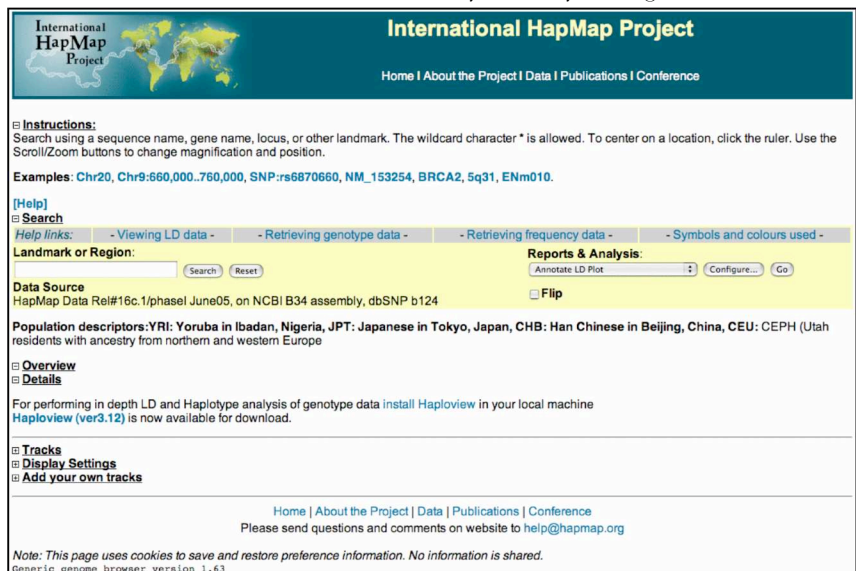 International
HapMap
Project
International HapMap Project
Home I About the Project I Data I Publications I Conference
Instructions:
Search using a sequence name, gene name, locus, or other landmark. The wildcard character * is allowed. To center on a location, click the ruler. Use the
Scroll/Zoom buttons to change magnification and position.
Examples: Chr20, Chr9:660,000..760,000, SNP:rs6870660, NM_153254, BRCA2, 5q31, ENm010.
[Help]
Search
Help links: - Viewing LD data - - Retrieving genotype data - - Retrieving frequency data - - Symbols and colours used -
Landmark or Region: Reports & Analysis:
Search Reset Annotate LD Plot Configure... Go
Data Source
HapMap Data Rel#16c.1/phaseI June05, on NCBI B34 assembly, dbSNP b124 Flip
Population descriptors:YRI: Yoruba in Ibadan, Nigeria, JPT: Japanese in Tokyo, Japan, CHB: Han Chinese in Beijing, China, CEU: CEPH (Utah
residents with ancestry from northern and western Europe
Overview
Details
For performing in depth LD and Haplotype analysis of genotype data install Haploview in your local machine
Haploview (ver3.12) is now available for download.
Tracks
Display Settings
Add your own tracks
Home | About the Project | Data | Publications | Conference
Please send questions and comments on website to help@hapmap.org
Note: This page uses cookies to save and restore preference information. No information is shared.
Generic genome browser version 1.63